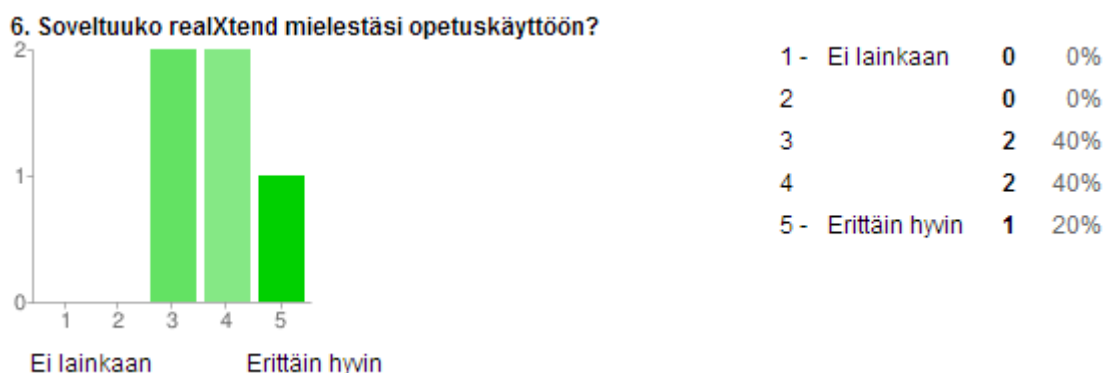 6. Soveltuuko realXtend mielestäsi opetuskäyttöön?
2
1
0
1 2 3 4 5
Ei lainkaan Erittäin hyvin
1 - Ei lainkaan 0 0%
2 0 0%
3 2 40%
4 2 40%
5 - Erittäin hyvin 1 20%